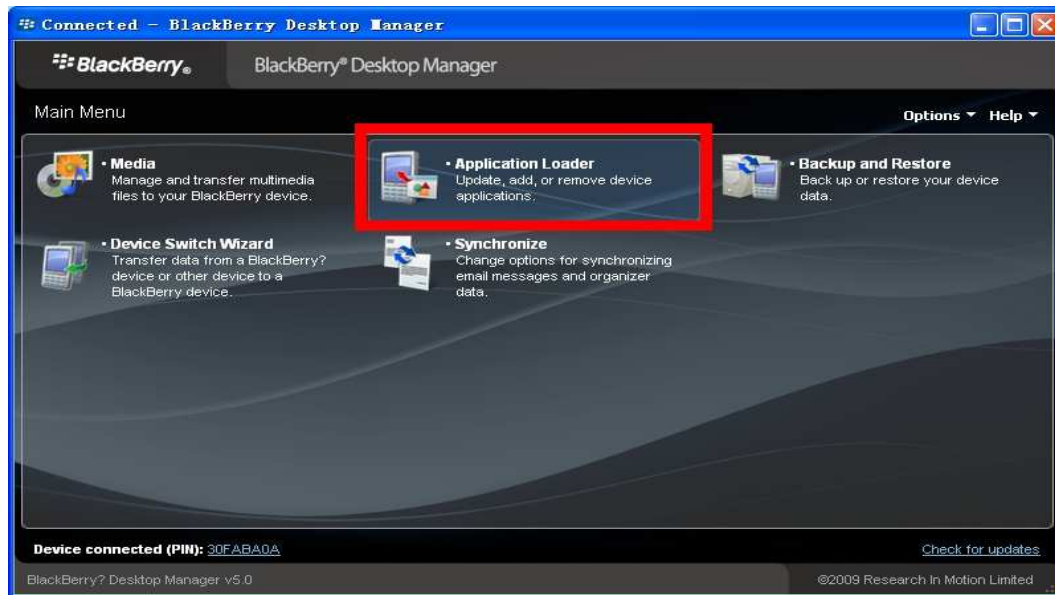 Connected - BlackBerry Desktop Manager
BlackBerry®
BlackBerry® Desktop Manager
Main Menu
Options
Help
· Media
Manage and transfer multimedia
files to your BlackBerry device.
· Application Loader
Update, add, or remove device
applications.
· Backup and Restore
Back up or restore your device
data.
· Device Switch Wizard
Transfer data from a BlackBerry?
device or other device to a
BlackBerry device.
· Synchronize
Change options for synchronizing
email messages and organizer
data.
Device connected (PIN): 30FABA0A
Check for updates
BlackBerry? Desktop Manager v5.0
©2009 Research In Motion Limited